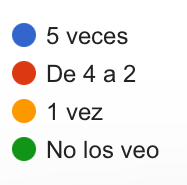 5 veces
De 4 a 2
1 vez
No los veo